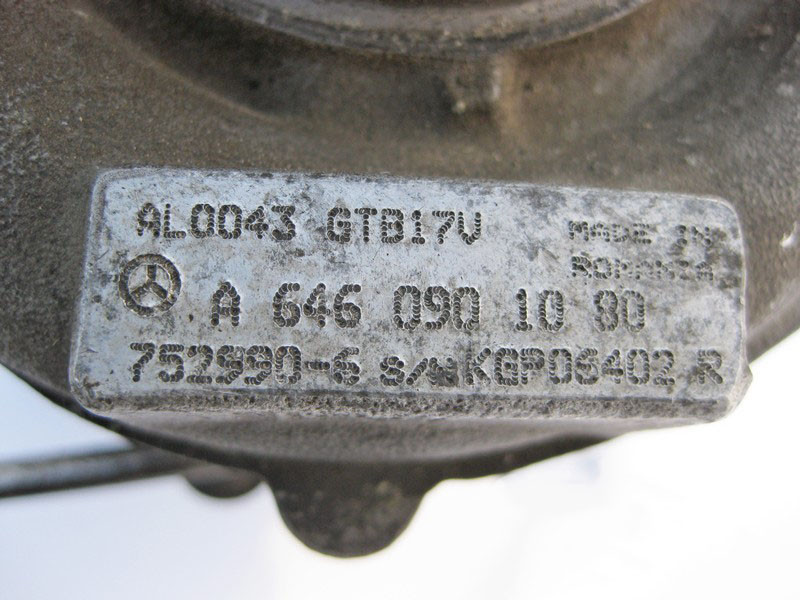 AL0043 GTB17V MADE IN
ROMANIA
A 646 090 10 80
752990-6 S/N KGP06402 R